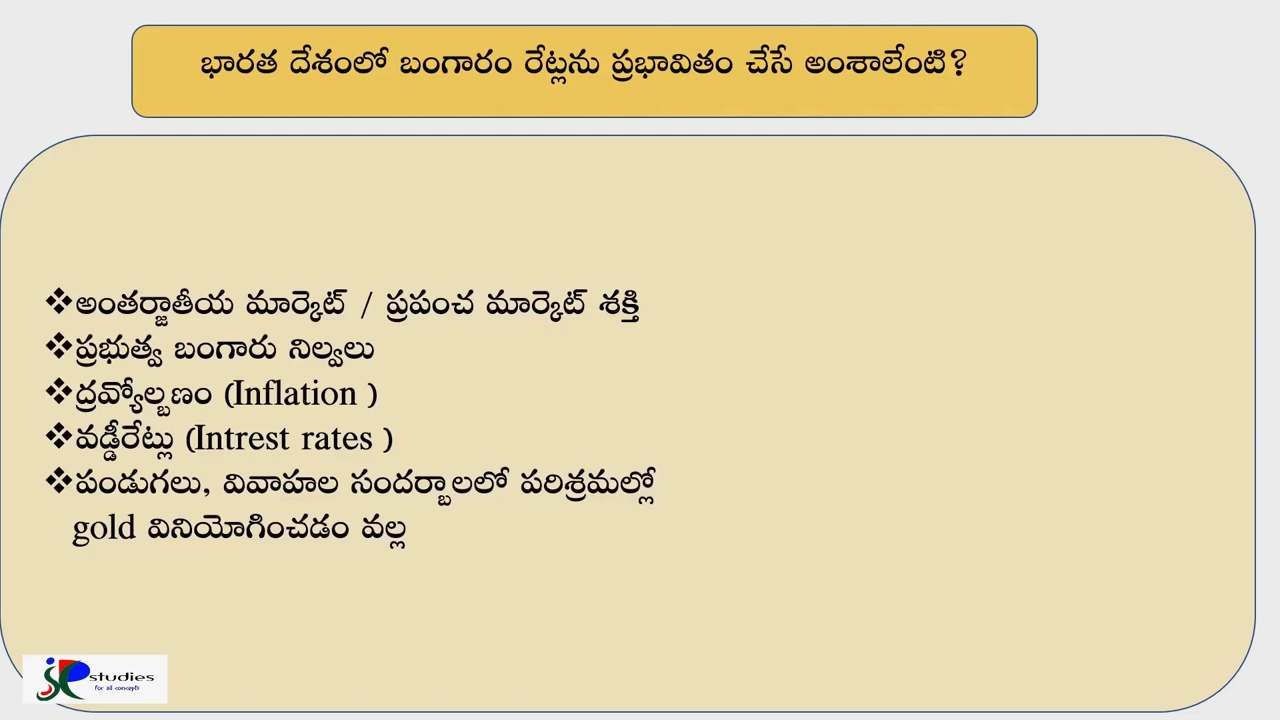 భారత దేశంలో బంగారం రేట్లను ప్రభావితం చేసే అంశాలేంటి?
❖అంతర్జాతీయ మార్కెట్ / ప్రపంచ మార్కెట్ శక్తి
❖ప్రభుత్వ బంగారు నిల్వలు
❖ద్రవ్యోల్బణం (Inflation )
❖వడ్డీరేట్లు (Intrest rates )
❖పండుగలు, వివాహల సందర్బాలలో పరిశ్రమల్లో
gold వినియోగించడం వల్ల
JP studies
for all concepts